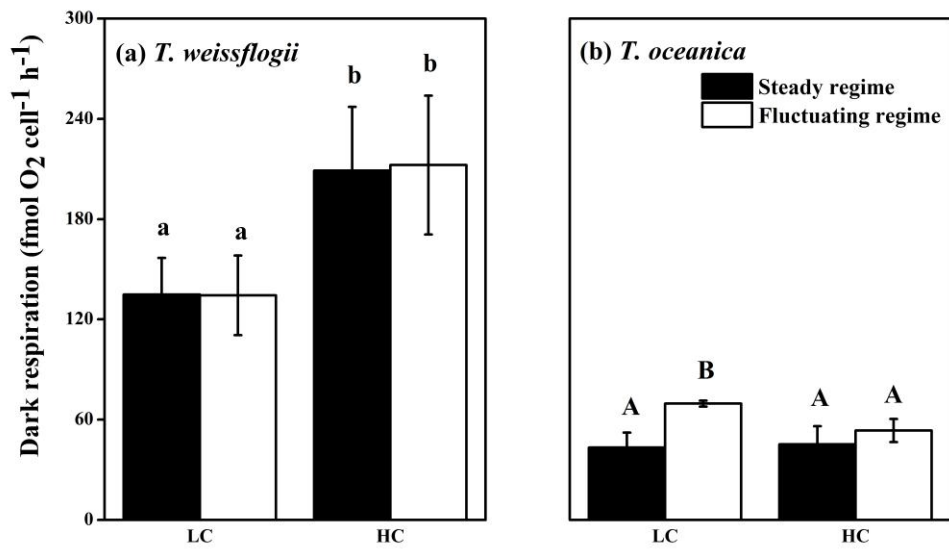 Dark respiration (fmol O2 cell-1 h-1)
300
240
180
120
60
0
(a) T. weissflogii
a
a
b
b
LC
HC
(b) T. oceanica
Steady regime
Fluctuating regime
A
B
A
A
LC
HC